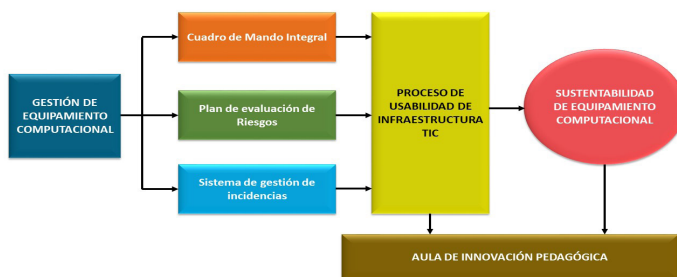 GESTIÓN DE
EQUIPAMIENTO
COMPUTACIONAL
Cuadro de Mando Integral
Plan de evaluación de
Riesgos
Sistema de gestión de
incidencias
PROCESO DE
USABILIDAD DE
INFRAESTRUCTURA
TIC
SUSTENTABILIDAD
DE EQUIPAMIENTO
COMPUTACIONAL
AULA DE INNOVACIÓN PEDAGÓGICA